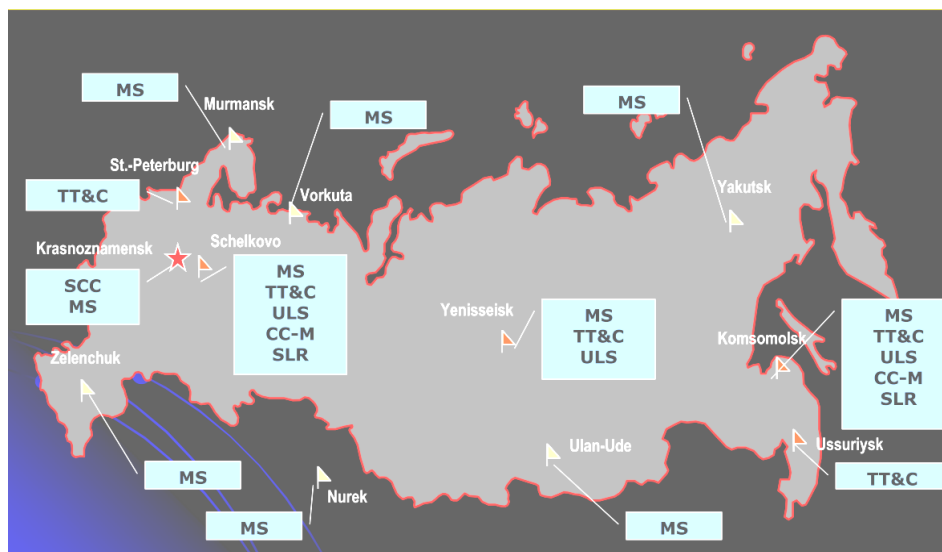 MS
Murmansk
MS
MS
St.-Peterburg
TT&C
Vorkuta
Yakutsk
Krasnoznamensk
SCC
MS
Schelkovo
MS
TT&C
ULS
CC-M
SLR
Yenisseisk
MS
TT&C
ULS
Komsomolsk
MS
TT&C
ULS
CC-M
SLR
Zelenchuk
MS
Nurek
MS
Ulan-Ude
MS
Ussuriysk
TT&C